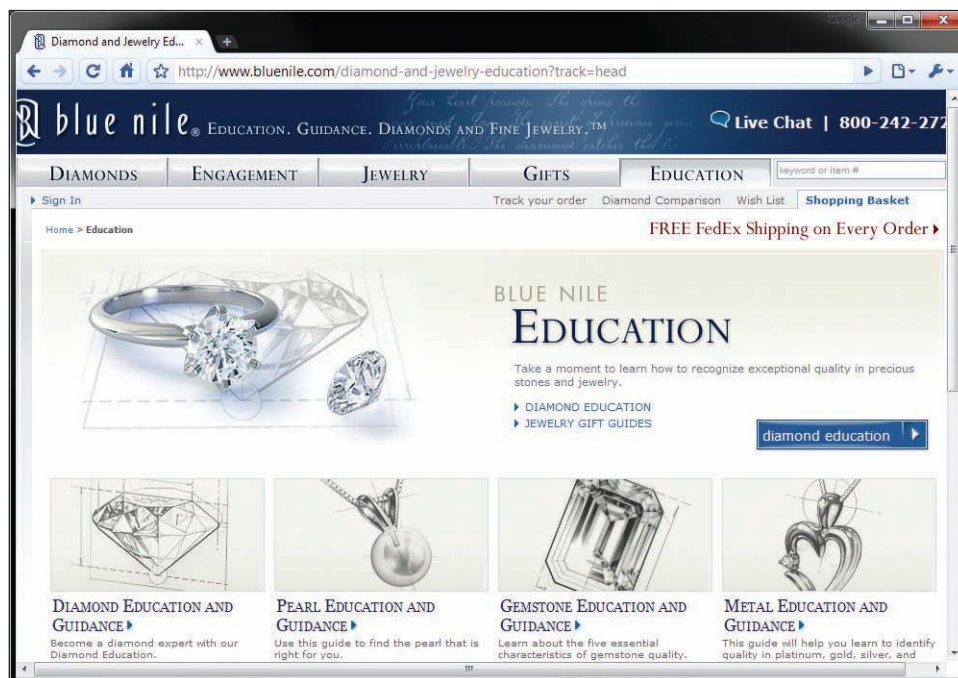 Google
Diamond and Jewelry Ed...
http://www.bluenile.com/diamond-and-jewelry-education?track=head
blue nile® EDUCATION. GUIDANCE. DIAMONDS AND FINE JEWELRY.™
Live Chat | 800-242-272
DIAMONDS ENGAGEMENT JEWELRY GIFTS EDUCATION keyword or item #
Sign In Track your order Diamond Comparison Wish List Shopping Basket
Home > Education FREE FedEx Shipping on Every Order
BLUE NILE
EDUCATION
Take a moment to learn how to recognize exceptional quality in precious
stones and jewelry.
DIAMOND EDUCATION
JEWELRY GIFT GUIDES
diamond education
DIAMOND EDUCATION AND
GUIDANCE
Become a diamond expert with our
Diamond Education.
PEARL EDUCATION AND
GUIDANCE
Use this guide to find the pearl that is
right for you.
GEMSTONE EDUCATION AND
GUIDANCE
Learn about the five essential
characteristics of gemstone quality.
METAL EDUCATION AND
GUIDANCE
This guide will help you learn to identify
quality in platinum, gold, silver, and